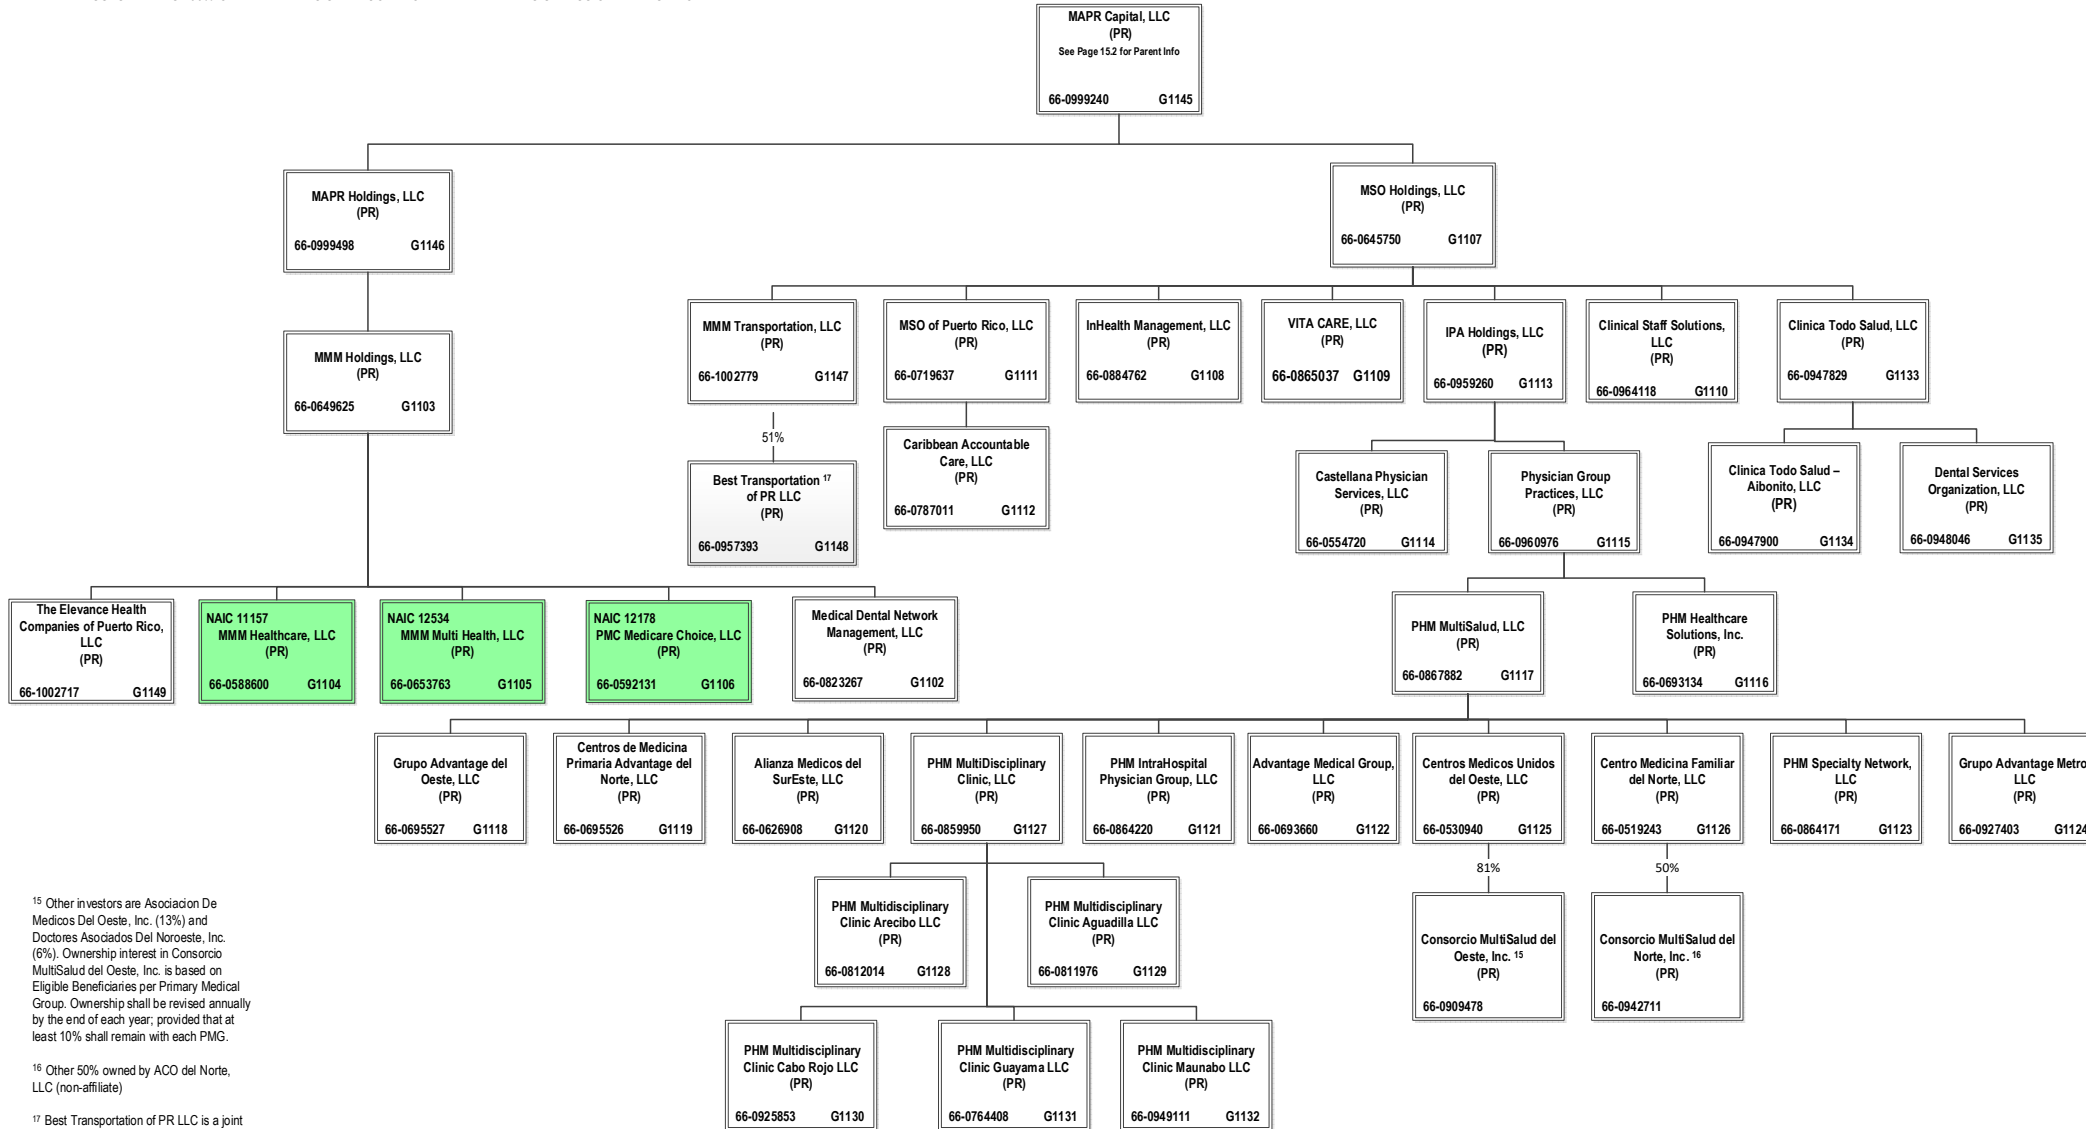 MAPR Capital, LLC
(PR)
See Page 15.2 for Parent Info
66-0999240 G1145
MAPR Holdings, LLC
(PR)
66-0999498 G1146
MSO Holdings, LLC
(PR)
66-0645750 G1107
MMM Holdings, LLC
(PR)
66-0649625 G1103
MMM Transportation, LLC
(PR)
66-1002779 G1147
MSO of Puerto Rico, LLC
(PR)
66-0719637 G1111
InHealth Management, LLC
(PR)
66-0884762 G1108
VITA CARE, LLC
(PR)
66-0865037 G1109
IPA Holdings, LLC
(PR)
66-0959260 G1113
Clinical Staff Solutions,
LLC
(PR)
66-0964118 G1110
Clinica Todo Salud, LLC
(PR)
66-0947829 G1133
51%
Best Transportation 17
of PR LLC
(PR)
66-0957393 G1148
Caribbean Accountable
Care, LLC
(PR)
66-0787011 G1112
Castellana Physician
Services, LLC
(PR)
66-0554720 G1114
Physician Group
Practices, LLC
(PR)
66-0960976 G1115
Clinica Todo Salud –
Aibonito, LLC
(PR)
66-0947900 G1134
Dental Services
Organization, LLC
(PR)
66-0948046 G1135
The Elevance Health
Companies of Puerto Rico,
LLC
(PR)
66-1002717 G1149
NAIC 11157
MMM Healthcare, LLC
(PR)
66-0588600 G1104
NAIC 12534
MMM Multi Health, LLC
(PR)
66-0653763 G1105
NAIC 12178
PMC Medicare Choice, LLC
(PR)
66-0592131 G1106
Medical Dental Network
Management, LLC
(PR)
66-0823267 G1102
PHM MultiSalud, LLC
(PR)
66-0867882 G1117
PHM Healthcare
Solutions, Inc.
(PR)
66-0693134 G1116
Grupo Advantage del
Oeste, LLC
(PR)
66-0695527 G1118
Centros de Medicina
Primaria Advantage del
Norte, LLC
(PR)
66-0695526 G1119
Alianza Medicos del
SurEste, LLC
(PR)
66-0626908 G1120
PHM MultiDisciplinary
Clinic, LLC
(PR)
66-0859950 G1127
PHM IntraHospital
Physician Group, LLC
(PR)
66-0864220 G1121
Advantage Medical Group,
LLC
(PR)
66-0693660 G1122
Centros Medicos Unidos
del Oeste, LLC
(PR)
66-0530940 G1125
Centro Medicina Familiar
del Norte, LLC
(PR)
66-0519243 G1126
PHM Specialty Network,
LLC
(PR)
66-0864171 G1123
Grupo Advantage Metro
LLC
(PR)
66-0927403 G1124
81%
50%
PHM Multidisciplinary
Clinic Arecibo LLC
(PR)
66-0812014 G1128
PHM Multidisciplinary
Clinic Aguadilla LLC
(PR)
66-0811976 G1129
Consorcio MultiSalud del
Oeste, Inc. 15
(PR)
66-0909478
Consorcio MultiSalud del
Norte, Inc. 16
(PR)
66-0942711
PHM Multidisciplinary
Clinic Cabo Rojo LLC
(PR)
66-0925853 G1130
PHM Multidisciplinary
Clinic Guayama LLC
(PR)
66-0764408 G1131
PHM Multidisciplinary
Clinic Maunabo LLC
(PR)
66-0949111 G1132
15 Other investors are Asociacion De
Medicos Del Oeste, Inc. (13%) and
Doctores Asociados Del Noroeste, Inc.
(6%). Ownership interest in Consorcio
MultiSalud del Oeste, Inc. is based on
Eligible Beneficiaries per Primary Medical
Group. Ownership shall be revised annually
by the end of each year; provided that at
least 10% shall remain with each PMG.
16 Other 50% owned by ACO del Norte,
LLC (non-affiliate)
17 Best Transportation of PR LLC is a joint